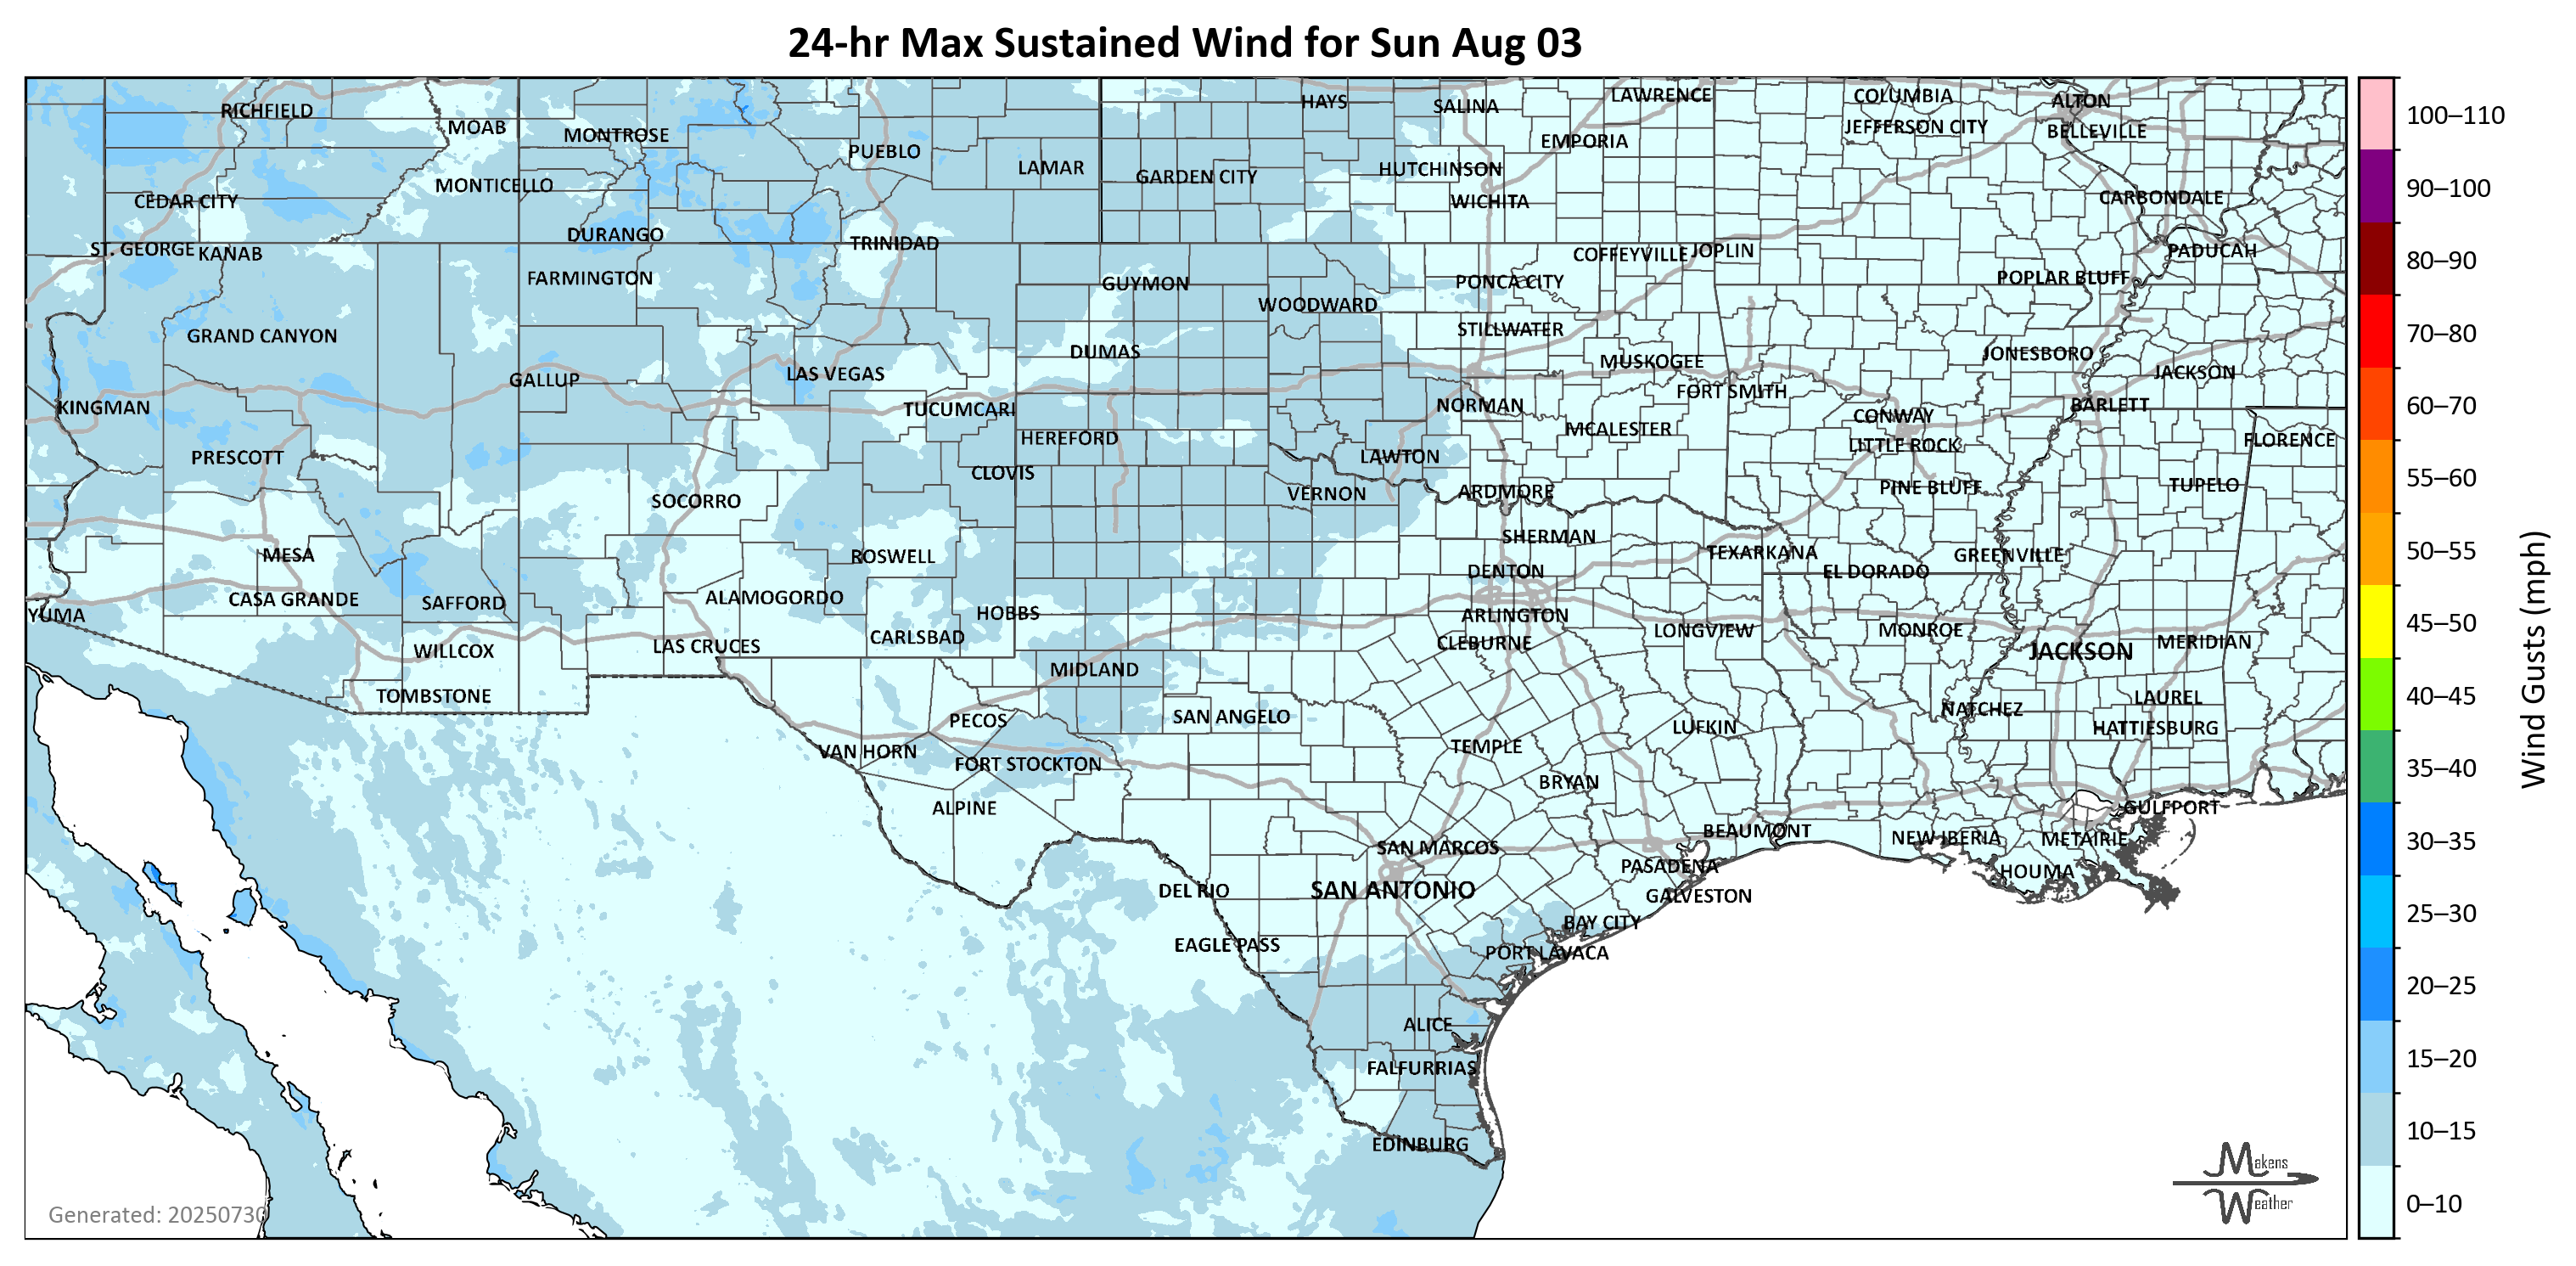 24-hr Max Sustained Wind for Sun Aug 03
RICHFIELD
MOAB
MONTROSE
PUEBLO
LAMAR
HAYS
SALINA
LAWRENCE
COLUMBIA
ALTON
JEFFERSON CITY
BELLEVILLE
EMPORIA
GARDEN CITY
HUTCHINSON
WICHITA
MONTICELLO
CEDAR CITY
CARBONDALE
DURANGO
TRINIDAD
ST. GEORGE
KANAB
FARMINGTON
GUYMON
WOODWARD
PONCA CITY
COFFEYVILLE
JOPLIN
POPLAR BLUFF
PADUCAH
GRAND CANYON
DUMAS
STILLWATER
MUSKOGEE
JONESBORO
JACKSON
GALLUP
LAS VEGAS
FORT SMITH
KINGMAN
TUCUMCARI
NORMAN
CONWAY
BARLETT
HEREFORD
MCALESTER
LITTLE ROCK
FLORENCE
PRESCOTT
CLOVIS
LAWTON
SOCORRO
VERNON
ARDMORE
PINE BLUFF
TUPELO
MESA
ROSWELL
SHERMAN
TEXARKANA
GREENVILLE
DENTON
EL DORADO
CASA GRANDE
SAFFORD
ALAMOGORDO
HOBBS
ARLINGTON
YUMA
CARLSBAD
CLEBURNE
LONGVIEW
MONROE
MERIDIAN
WILLCOX
LAS CRUCES
JACKSON
MIDLAND
TOMBSTONE
PECOS
SAN ANGELO
LUFKIN
NATCHEZ
LAUREL
HATTIESBURG
VAN HORN
FORT STOCKTON
TEMPLE
BRYAN
ALPINE
GULFPORT
BEAUMONT
NEW IBERIA
METAIRIE
SAN MARCOS
PASADENA
HOUMA
DEL RIO
SAN ANTONIO
GALVESTON
BAY CITY
EAGLE PASS
PORT LAVACA
ALICE
FALFURRIAS
EDINBURG
Generated: 20250730
Makens
Weather
100–110
90–100
80–90
70–80
60–70
55–60
50–55
45–50
40–45
35–40
30–35
25–30
20–25
15–20
10–15
0–10
Wind Gusts (mph)